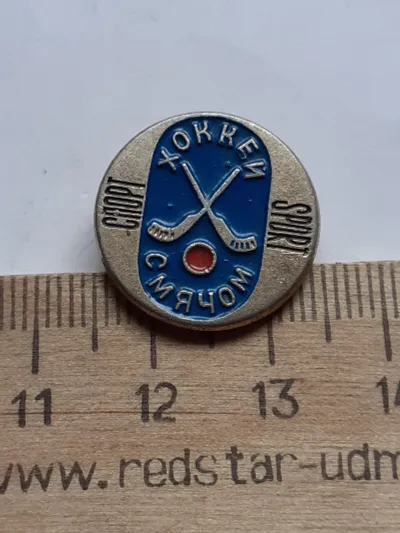 ХОККЕЙ
СПОРТ
SPORT
С МЯЧОМ
11 12 13 14
www.redstar-udm